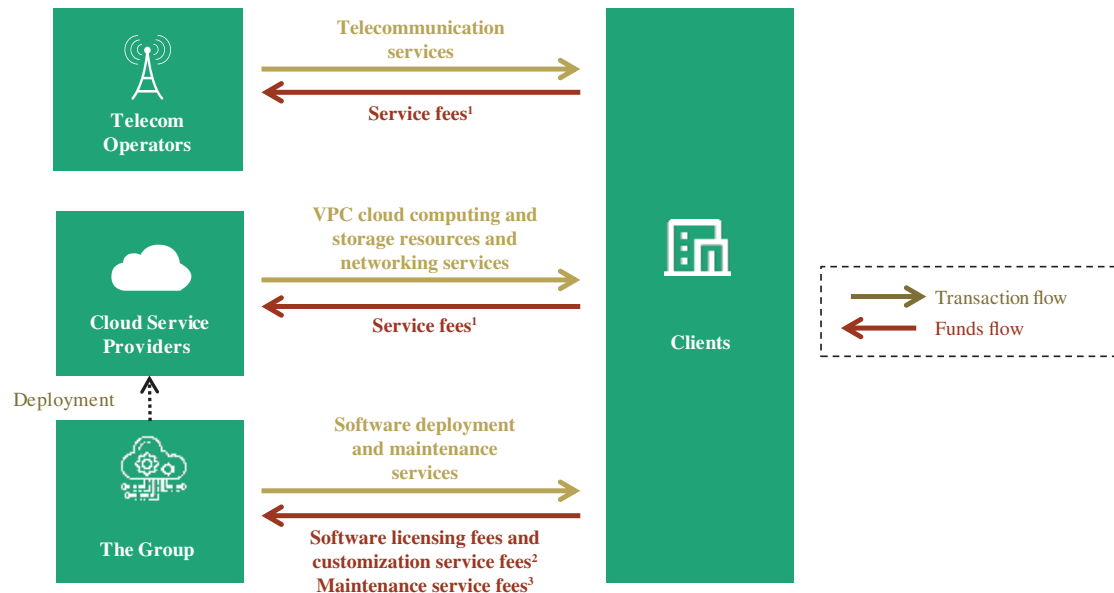 Telecom
Operators
Telecommunication
services
Service fees¹
Cloud Service
Providers
VPC cloud computing and
storage resources and
networking services
Service fees¹
Deployment
The Group
Software deployment
and maintenance
services
Software licensing fees and
customization service fees²
Maintenance service fees³
Clients
Transaction flow
Funds flow